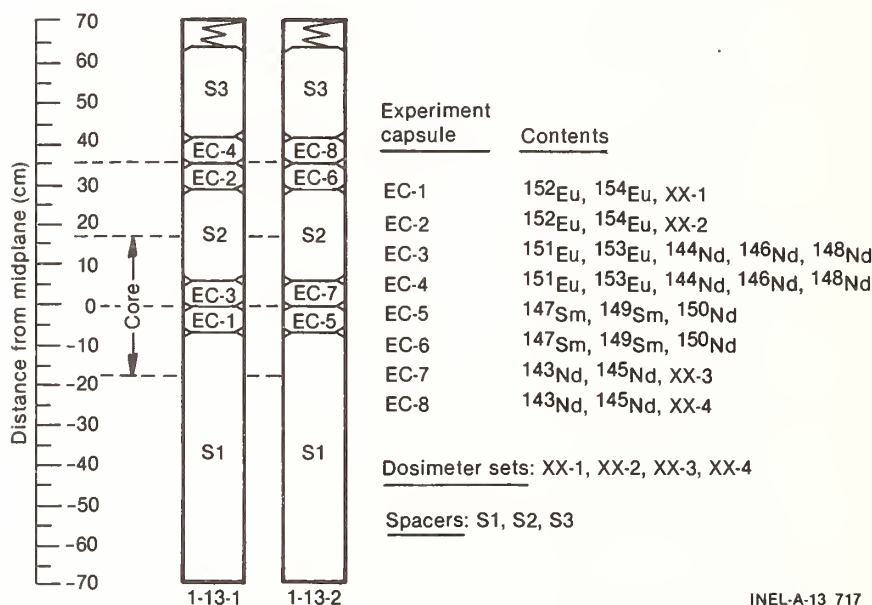 Distance from midplane (cm)
70
60
50
40
30
20
10
0
-10
-20
-30
-40
-50
-60
-70
Core
S3
EC-4
EC-2
S2
EC-3
EC-1
S1
1-13-1
S3
EC-8
EC-6
S2
EC-7
EC-5
S1
1-13-2
Experiment
capsule Contents
EC-1 152Eu, 154Eu, XX-1
EC-2 152Eu, 154Eu, XX-2
EC-3 151Eu, 153Eu, 144Nd, 146Nd, 148Nd
EC-4 151Eu, 153Eu, 144Nd, 146Nd, 148Nd
EC-5 147Sm, 149Sm, 150Nd
EC-6 147Sm, 149Sm, 150Nd
EC-7 143Nd, 145Nd, XX-3
EC-8 143Nd, 145Nd, XX-4
Dosimeter sets: XX-1, XX-2, XX-3, XX-4
Spacers: S1, S2, S3
INEL-A-13 717